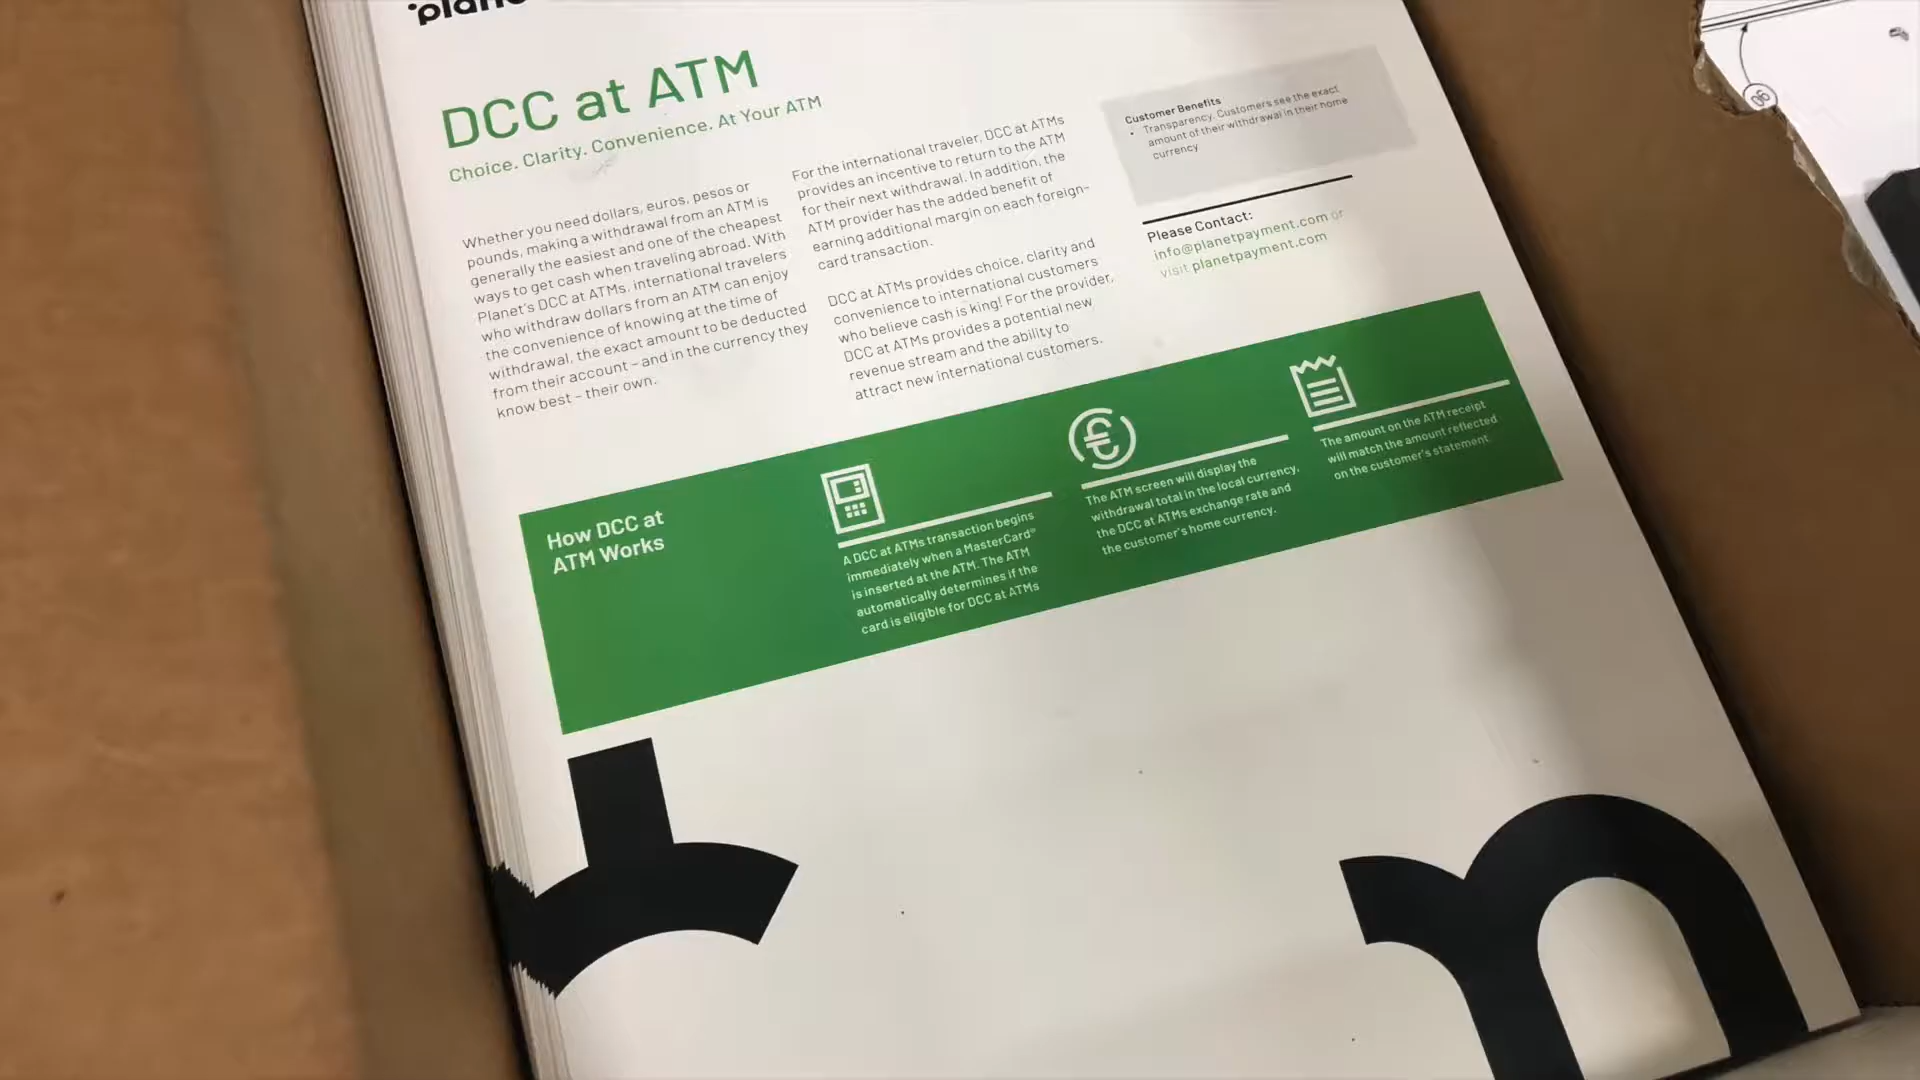 planet
DCC at ATM
Choice. Clarity. Convenience. At Your ATM
Whether you need dollars, euros, pesos or
pounds, making a withdrawal from an ATM is
generally the easiest and one of the cheapest
ways to get cash when traveling abroad. With
Planet's DCC at ATMs, international travelers
who withdraw dollars from an ATM can enjoy
the convenience of knowing at the time of
withdrawal, the exact amount to be deducted
from their account – and in the currency they
know best – their own.
For the international traveler, DCC at ATMs
provides an incentive to return to the ATM
for their next withdrawal. In addition, the
ATM provider has the added benefit of
earning additional margin on each foreign-
card transaction.
DCC at ATMs provides choice, clarity and
convenience to international customers
who believe cash is king! For the provider,
DCC at ATMs provides a potential new
revenue stream and the ability to
attract new international customers.
Customer Benefits
• Transparency. Customers see the exact
amount of their withdrawal in their home
currency
Please Contact:
info@planetpayment.com or
visit planetpayment.com
How DCC at
ATM Works
A DCC at ATMs transaction begins
immediately when a MasterCard®
is inserted at the ATM. The ATM
automatically determines if the
card is eligible for DCC at ATMs
The ATM screen will display the
withdrawal total in the local currency,
the DCC at ATMs exchange rate and
the customer's home currency.
The amount on the ATM receipt
will match the amount reflected
on the customer's statement